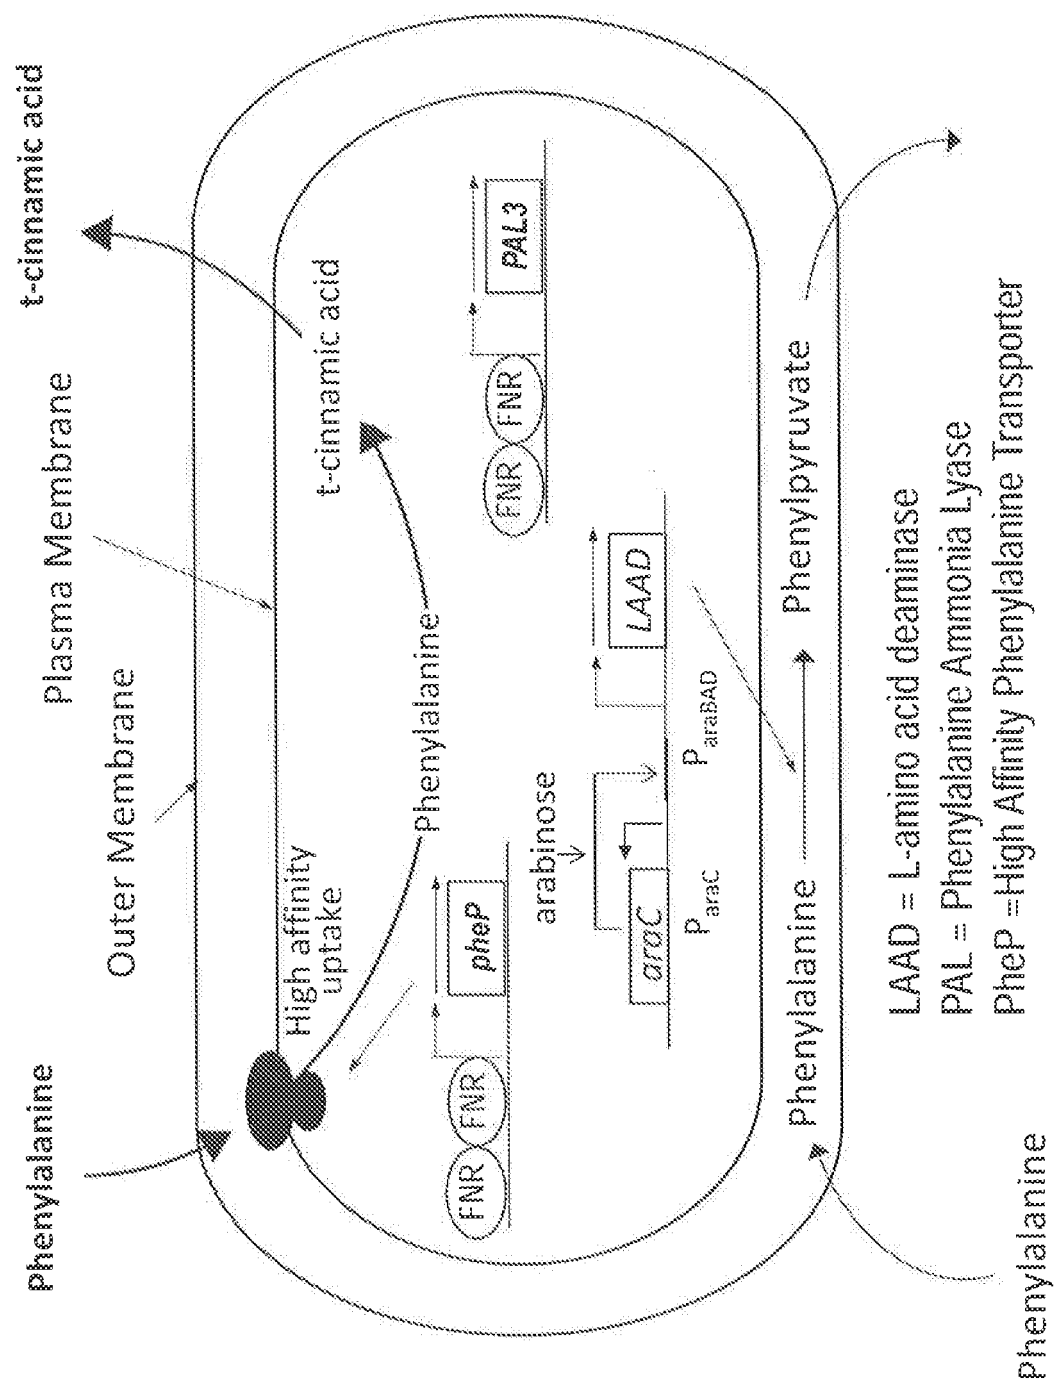 Phenylalanine
Outer Membrane
Plasma Membrane
t-cinnamic acid
High affinity
uptake
t-cinnamic acid
Phenylalanine
FNR
FNR
pheP
FNR
FNR
PAL3
arabinose
araC
LAAD
ParaC
ParaBAD
Phenylalanine
Phenylpyruvate
LAAD = L-amino acid deaminase
PAL = Phenylalanine Ammonia Lyase
PheP =High Affinity Phenylalanine Transporter
Phenylalanine